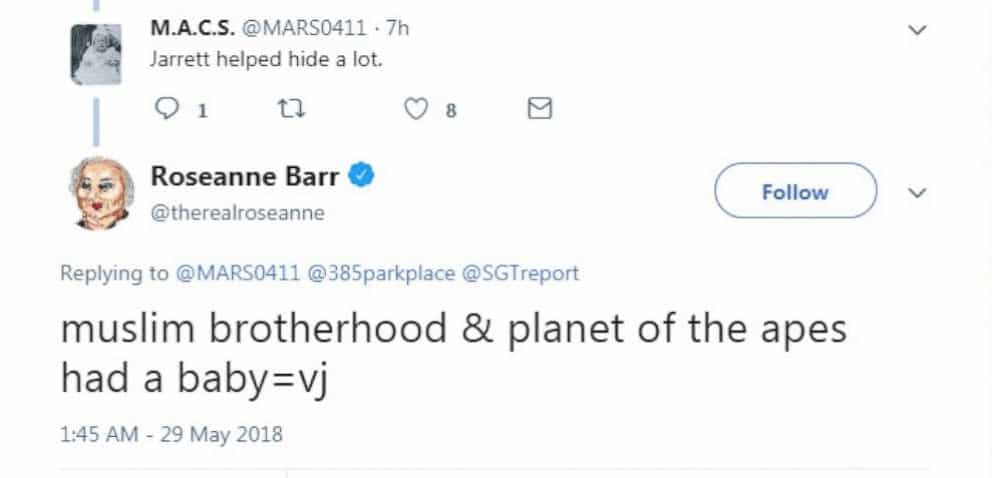 M.A.C.S. @MARS0411 · 7h
Jarrett helped hide a lot.
1 8
Roseanne Barr
@therealroseanne
Follow
Replying to @MARS0411 @385parkplace @SGTreport
muslim brotherhood & planet of the apes
had a baby=vj
1:45 AM - 29 May 2018